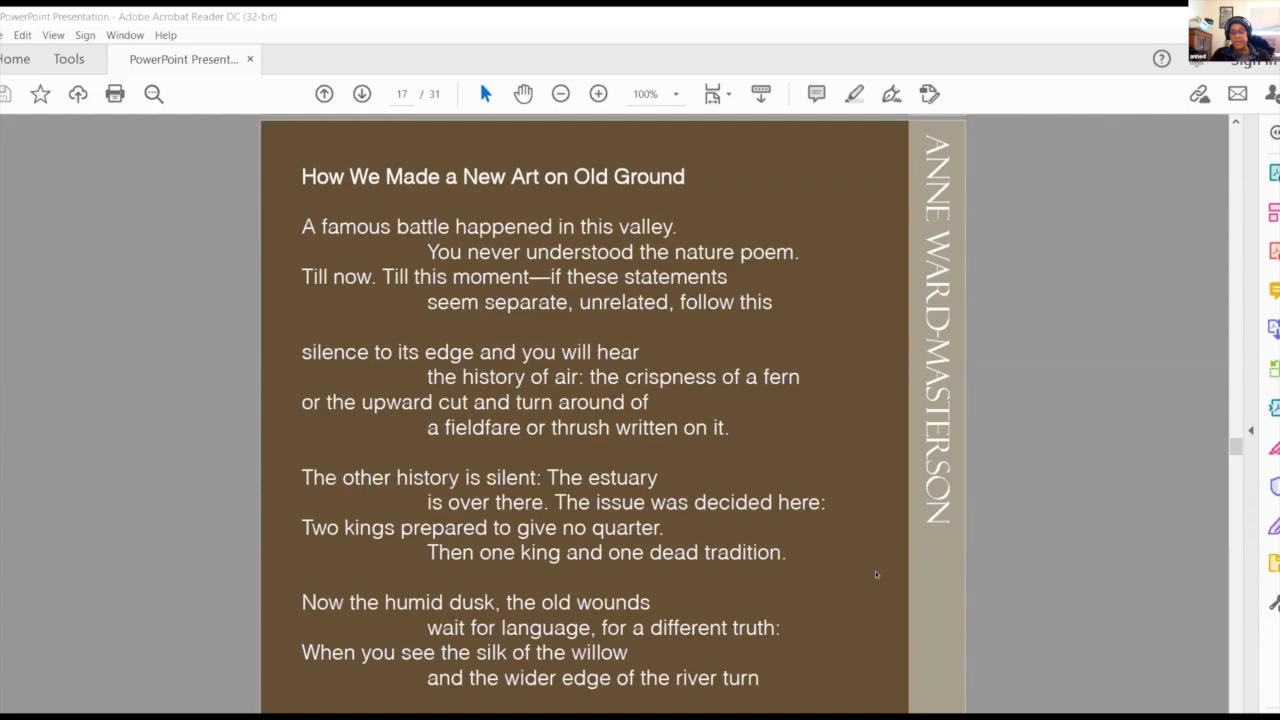 PowerPoint Presentation - Adobe Acrobat Reader DC (32-bit)
Edit View Sign Window Help
Home Tools PowerPoint Present... ×
17 / 31 100%
Sign In
anned
How We Made a New Art on Old Ground
A famous battle happened in this valley.
You never understood the nature poem.
Till now. Till this moment—if these statements
seem separate, unrelated, follow this
silence to its edge and you will hear
the history of air: the crispness of a fern
or the upward cut and turn around of
a fieldfare or thrush written on it.
The other history is silent: The estuary
is over there. The issue was decided here:
Two kings prepared to give no quarter.
Then one king and one dead tradition.
Now the humid dusk, the old wounds
wait for language, for a different truth:
When you see the silk of the willow
and the wider edge of the river turn
ANNE WARD-MASTERSON